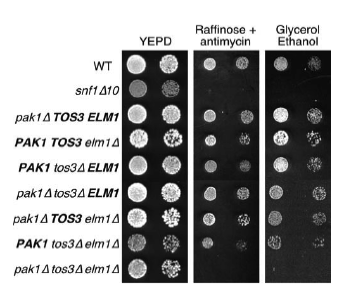 YEPD
Raffinose +
antimycin
Glycerol
Ethanol
WT
snf1Δ10
pak1Δ TOS3 ELM1
PAK1 TOS3 elm1Δ
PAK1 tos3Δ ELM1
pak1Δ tos3Δ ELM1
pak1Δ TOS3 elm1Δ
PAK1 tos3Δ elm1Δ
pak1Δ tos3Δ elm1Δ